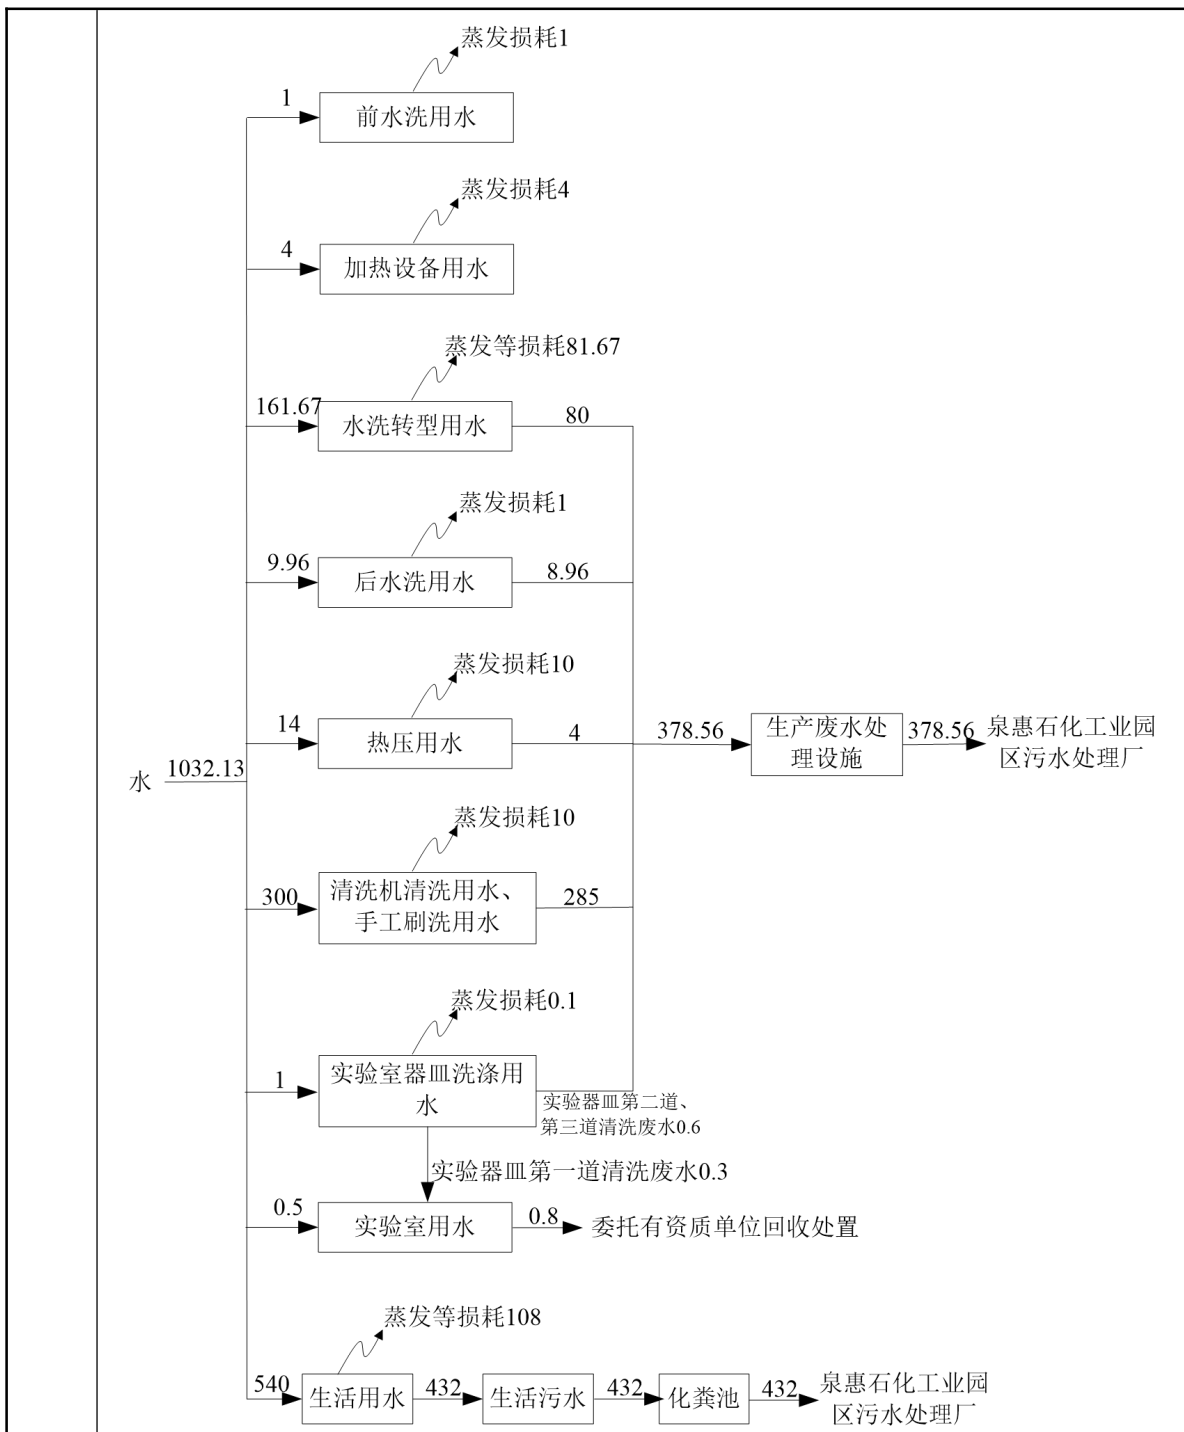 蒸发损耗1
1
前水洗用水
蒸发损耗4
4
加热设备用水
蒸发等损耗81.67
161.67
水洗转型用水
80
蒸发损耗1
9.96
后水洗用水
8.96
蒸发损耗10
14
热压用水
4
378.56
生产废水处
理设施
378.56
泉惠石化工业园
区污水处理厂
水
1032.13
蒸发损耗10
300
清洗机清洗用水、
手工刷洗用水
285
蒸发损耗0.1
1
实验室器皿洗涤用
水
实验器皿第二道、
第三道清洗废水0.6
实验器皿第一道清洗废水0.3
0.5
实验室用水
0.8
委托有资质单位回收处置
蒸发等损耗108
540
生活用水
432
生活污水
432
化粪池
432
泉惠石化工业园
区污水处理厂